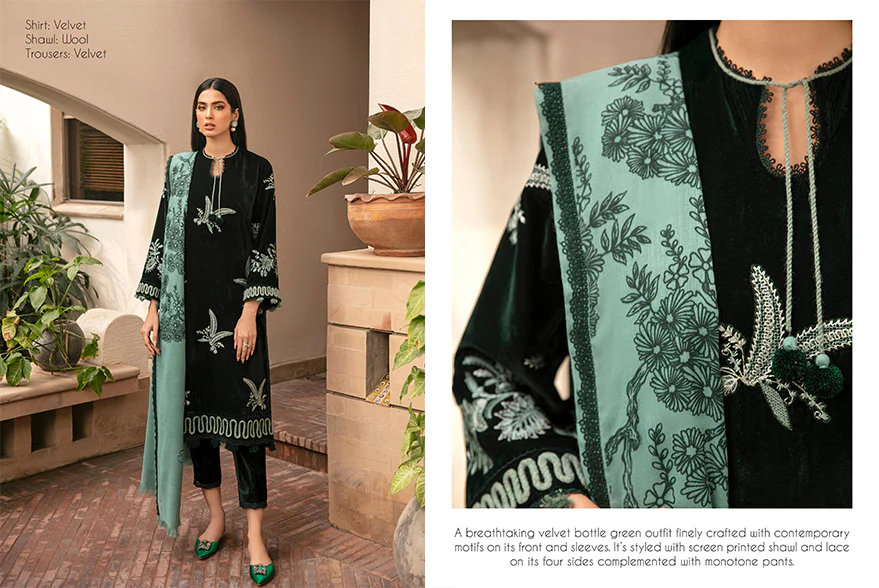 Shirt: Velvet
Shawl: Wool
Trousers: Velvet
A breathtaking velvet bottle green outfit finely crafted with contemporary
motifs on its front and sleeves. It's styled with screen printed shawl and lace
on its four sides complemented with monotone pants.